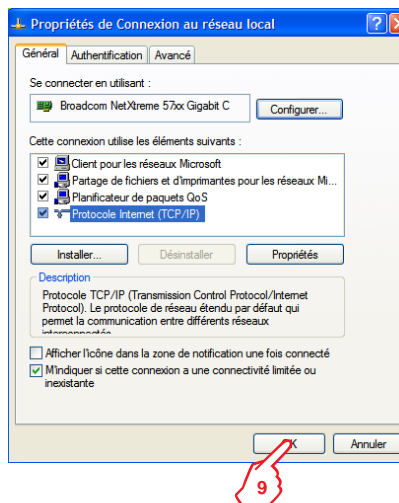 Propriétés de Connexion au réseau local
Général Authentification Avancé
Se connecter en utilisant :
Broadcom NetXtreme 57xx Gigabit C Configurer...
Cette connexion utilise les éléments suivants :
Client pour les réseaux Microsoft
Partage de fichiers et d'imprimantes pour les réseaux Mi...
Planificateur de paquets QoS
Protocole Internet (TCP/IP)
Installer... Désinstaller Propriétés
Description
Protocole TCP/IP (Transmission Control Protocol/Internet
Protocol). Le protocole de réseau étendu par défaut qui
permet la communication entre différents réseaux
Afficher l'icône dans la zone de notification une fois connecté
M'indiquer si cette connexion a une connectivité limitée ou
inexistante
OK Annuler
9